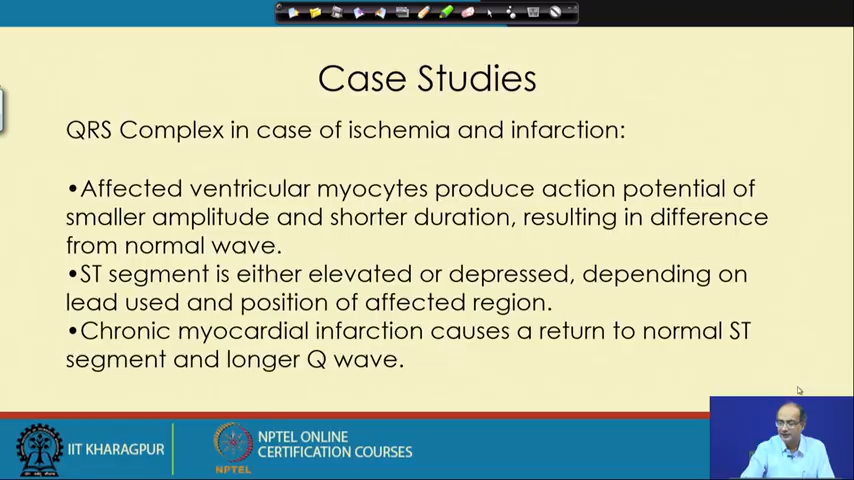 Case Studies
QRS Complex in case of ischemia and infarction:
•Affected ventricular myocytes produce action potential of
smaller amplitude and shorter duration, resulting in difference
from normal wave.
•ST segment is either elevated or depressed, depending on
lead used and position of affected region.
•Chronic myocardial infarction causes a return to normal ST
segment and longer Q wave.
IIT KHARAGPUR
NPTEL
NPTEL ONLINE
CERTIFICATION COURSES